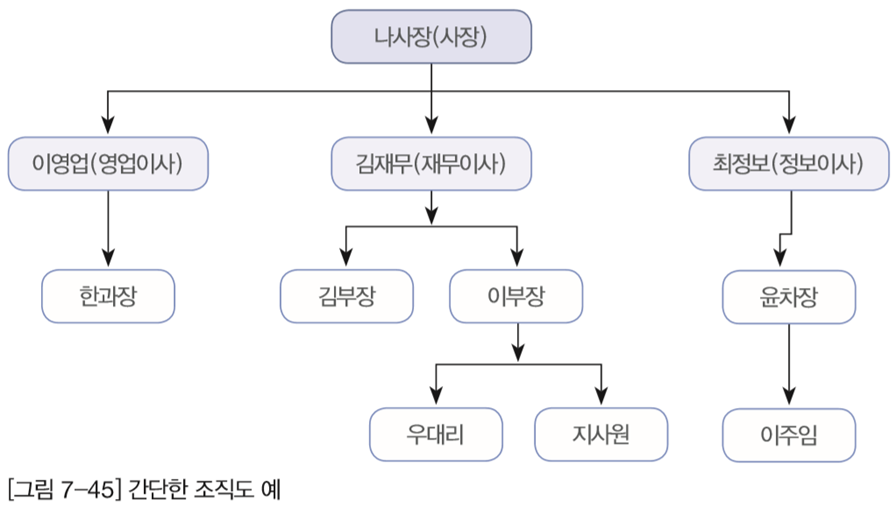 나사장(사장)
이영업(영업이사)
김재무(재무이사)
최정보(정보이사)
한과장
김부장
이부장
윤차장
우대리
지사원
이주임
[그림 7-45] 간단한 조직도 예